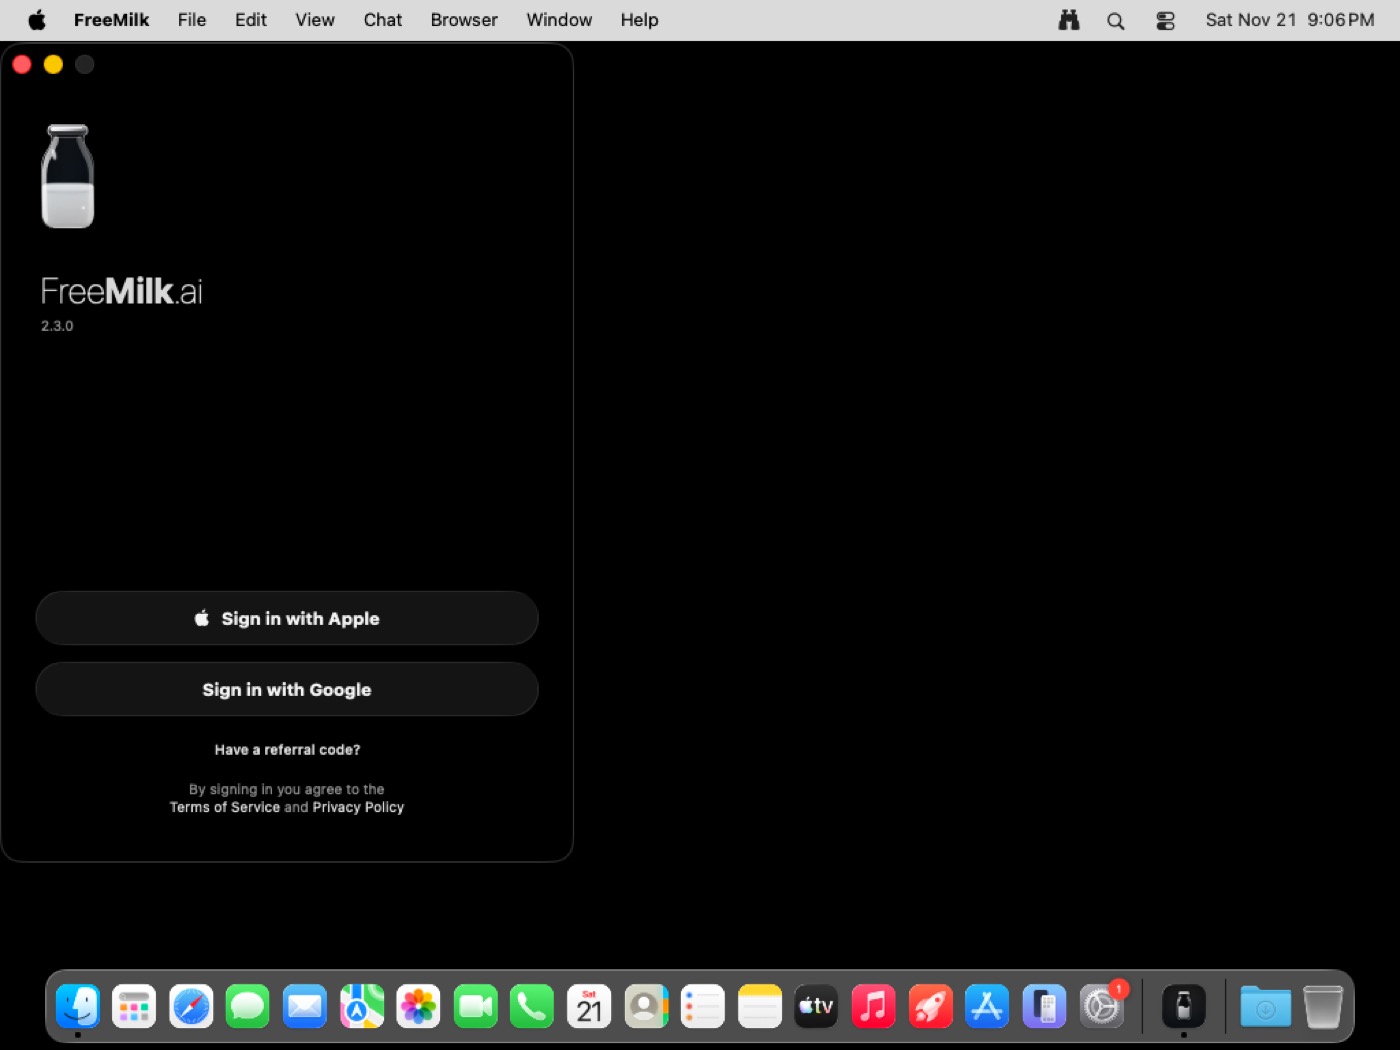 FreeMilk File Edit View Chat Browser Window Help Sat Nov 21 9:06 PM
FreeMilk.ai
2.3.0
Sign in with Apple
Sign in with Google
Have a referral code?
By signing in you agree to the
Terms of Service and Privacy Policy
Sat
21
tv
1